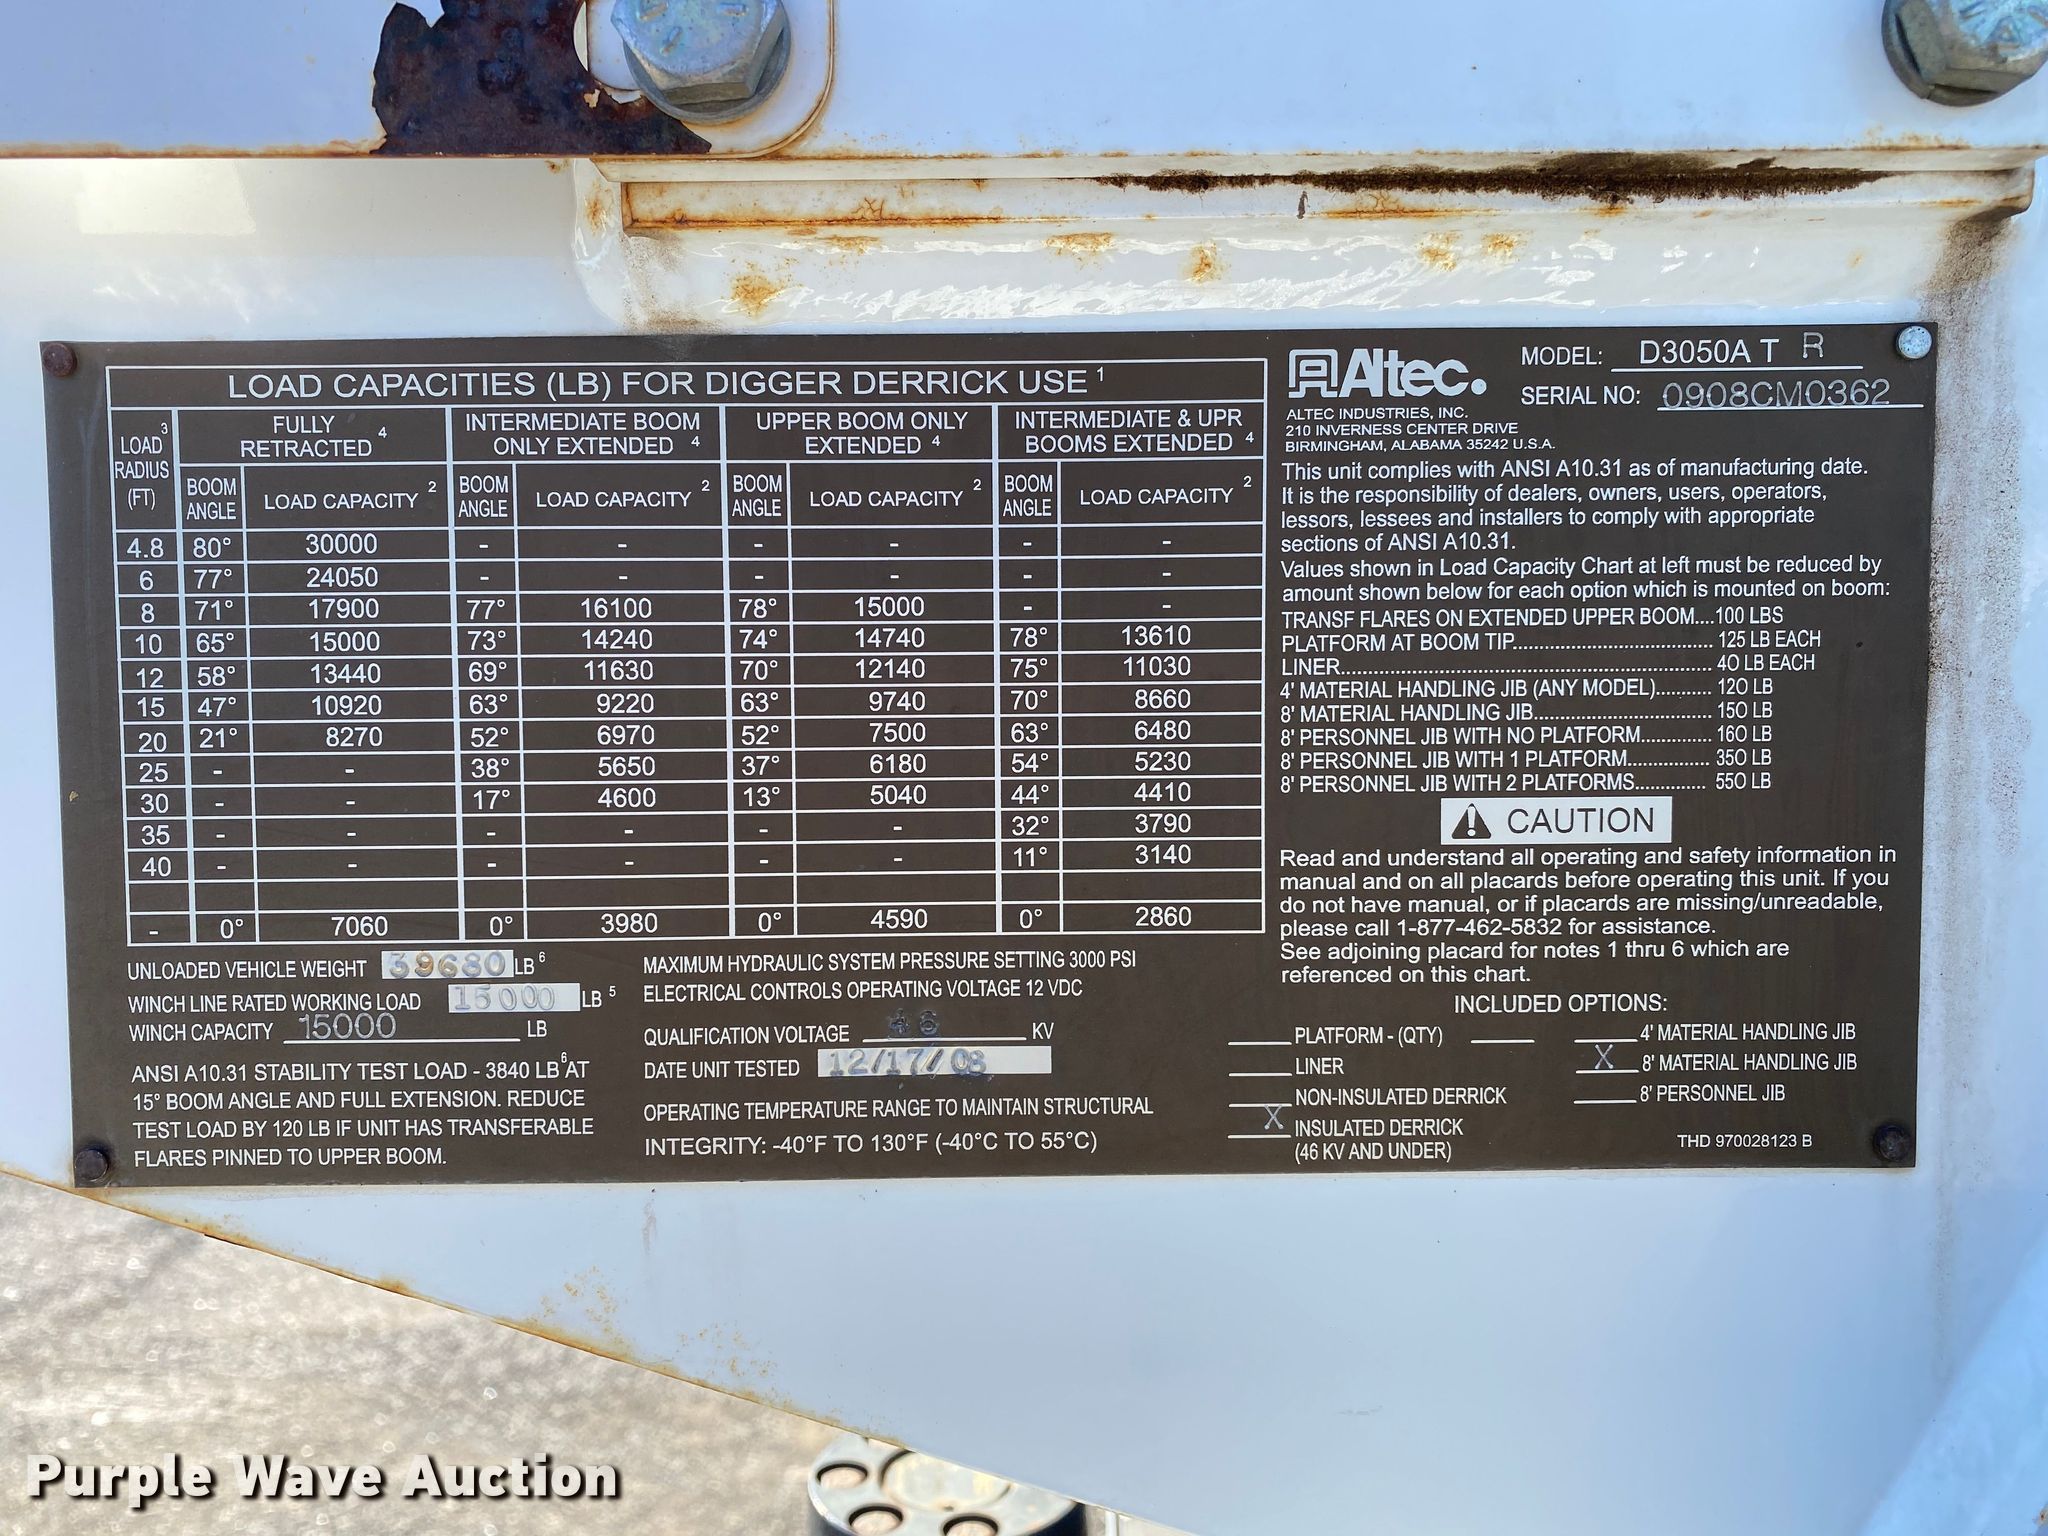 LOAD CAPACITIES (LB) FOR DIGGER DERRICK USE 1
LOAD 3 RADIUS (FT) | FULLY RETRACTED 4 | INTERMEDIATE BOOM ONLY EXTENDED 4 | UPPER BOOM ONLY EXTENDED 4 | INTERMEDIATE & UPR BOOMS EXTENDED 4
BOOM ANGLE | LOAD CAPACITY 2 | BOOM ANGLE | LOAD CAPACITY 2 | BOOM ANGLE | LOAD CAPACITY 2 | BOOM ANGLE | LOAD CAPACITY 2
4.8 | 80° | 30000 | - | - | - | - | - | -
6 | 77° | 24050 | - | - | - | - | - | -
8 | 71° | 17900 | 77° | 16100 | 78° | 15000 | - | -
10 | 65° | 15000 | 73° | 14240 | 74° | 14740 | 78° | 13610
12 | 58° | 13440 | 69° | 11630 | 70° | 12140 | 75° | 11030
15 | 47° | 10920 | 63° | 9220 | 63° | 9740 | 70° | 8660
20 | 21° | 8270 | 52° | 6970 | 52° | 7500 | 63° | 6480
25 | - | - | 38° | 5650 | 37° | 6180 | 54° | 5230
30 | - | - | 17° | 4600 | 13° | 5040 | 44° | 4410
35 | - | - | - | - | - | - | 32° | 3790
40 | - | - | - | - | - | - | 11° | 3140
- | 0° | 7060 | 0° | 3980 | 0° | 4590 | 0° | 2860
UNLOADED VEHICLE WEIGHT 39680 LB 6
WINCH LINE RATED WORKING LOAD 15000 LB 5
WINCH CAPACITY 15000 LB
ANSI A10.31 STABILITY TEST LOAD - 3840 LB 6 AT
15° BOOM ANGLE AND FULL EXTENSION. REDUCE
TEST LOAD BY 120 LB IF UNIT HAS TRANSFERABLE
FLARES PINNED TO UPPER BOOM.
MAXIMUM HYDRAULIC SYSTEM PRESSURE SETTING 3000 PSI
ELECTRICAL CONTROLS OPERATING VOLTAGE 12 VDC
QUALIFICATION VOLTAGE 46 KV
DATE UNIT TESTED 12/17/08
OPERATING TEMPERATURE RANGE TO MAINTAIN STRUCTURAL
INTEGRITY: -40°F TO 130°F (-40°C TO 55°C)
Altec.
MODEL: D3050A T R
SERIAL NO: 0908CM0362
ALTEC INDUSTRIES, INC.
210 INVERNESS CENTER DRIVE
BIRMINGHAM, ALABAMA 35242 U.S.A.
This unit complies with ANSI A10.31 as of manufacturing date.
It is the responsibility of dealers, owners, users, operators,
lessors, lessees and installers to comply with appropriate
sections of ANSI A10.31.
Values shown in Load Capacity Chart at left must be reduced by
amount shown below for each option which is mounted on boom:
TRANSF FLARES ON EXTENDED UPPER BOOM....100 LBS
PLATFORM AT BOOM TIP.................................... 125 LB EACH
LINER.................................................................... 40 LB EACH
4' MATERIAL HANDLING JIB (ANY MODEL)........... 120 LB
8' MATERIAL HANDLING JIB................................ 150 LB
8' PERSONNEL JIB WITH NO PLATFORM.............. 160 LB
8' PERSONNEL JIB WITH 1 PLATFORM................ 350 LB
8' PERSONNEL JIB WITH 2 PLATFORMS.............. 550 LB
CAUTION
Read and understand all operating and safety information in
manual and on all placards before operating this unit. If you
do not have manual, or if placards are missing/unreadable,
please call 1-877-462-5832 for assistance.
See adjoining placard for notes 1 thru 6 which are
referenced on this chart.
INCLUDED OPTIONS:
____ PLATFORM - (QTY) ____
____ LINER
____ NON-INSULATED DERRICK
X INSULATED DERRICK
(46 KV AND UNDER)
____ 4' MATERIAL HANDLING JIB
X 8' MATERIAL HANDLING JIB
____ 8' PERSONNEL JIB
THD 970028123 B
Purple Wave Auction